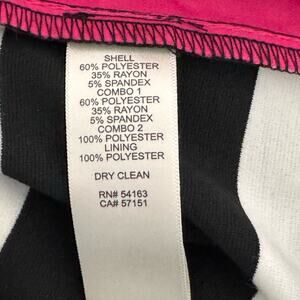 SHELL
60% POLYESTER
35% RAYON
5% SPANDEX
COMBO 1
60% POLYESTER
35% RAYON
5% SPANDEX
COMBO 2
100% POLYESTER
LINING
100% POLYESTER
DRY CLEAN
RN# 54163
CA# 57151